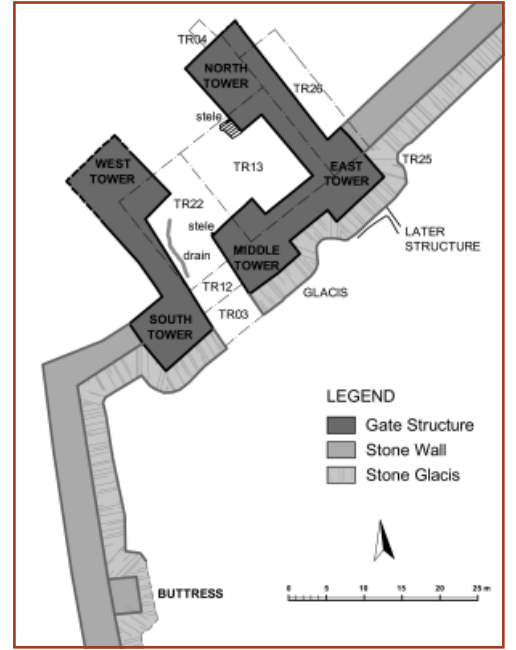 TR04
NORTH
TOWER
TR26
stele
WEST
TOWER
TR13
EAST
TOWER
TR25
TR22
stele
LATER
STRUCTURE
drain
MIDDLE
TOWER
TR12
GLACIS
TR03
SOUTH
TOWER
LEGEND
Gate Structure
Stone Wall
Stone Glacis
BUTTRESS
0 5 10 15 20 25 m